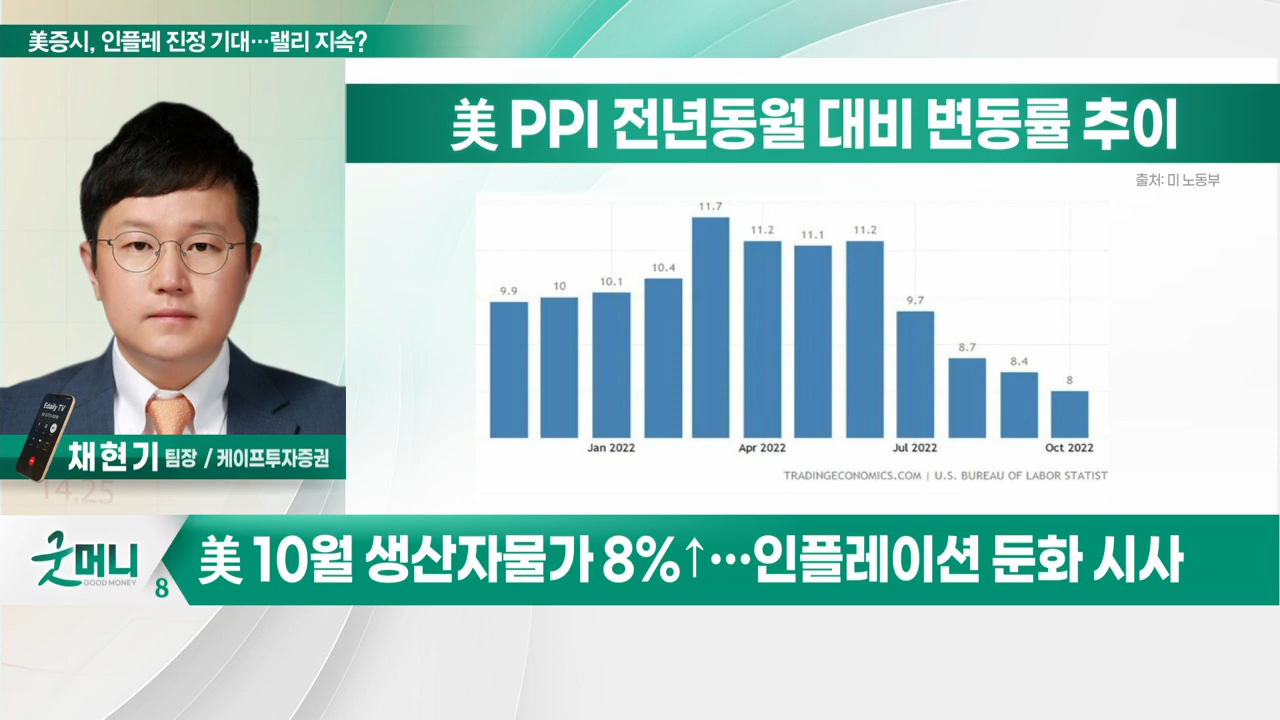 美증시, 인플레 진정 기대…랠리 지속?
美 PPI 전년동월 대비 변동률 추이
출처: 미 노동부
11.7
11.2
11.1
11.2
10.4
10.1
10
9.9
9.7
8.7
8.4
8
Jan 2022
Apr 2022
Jul 2022
Oct 2022
TRADINGECONOMICS.COM | U.S. BUREAU OF LABOR STATIST
Edaily TV
채현기 팀장 / 케이프투자증권
14.25
굿머니
GOOD MONEY
8
美 10월 생산자물가 8%↑…인플레이션 둔화 시사